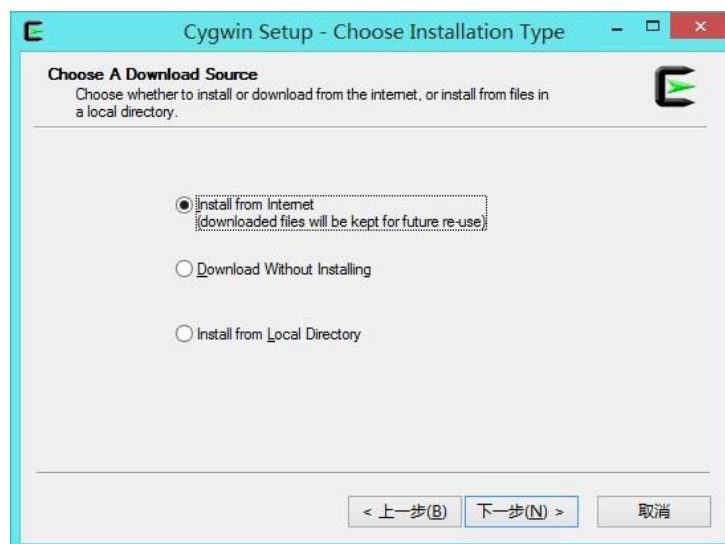 Cygwin Setup - Choose Installation Type
Choose A Download Source
Choose whether to install or download from the internet, or install from files in
a local directory.
Install from Internet
(downloaded files will be kept for future re-use)
Download Without Installing
Install from Local Directory
< 上一步(B)
下一步(N) >
取消